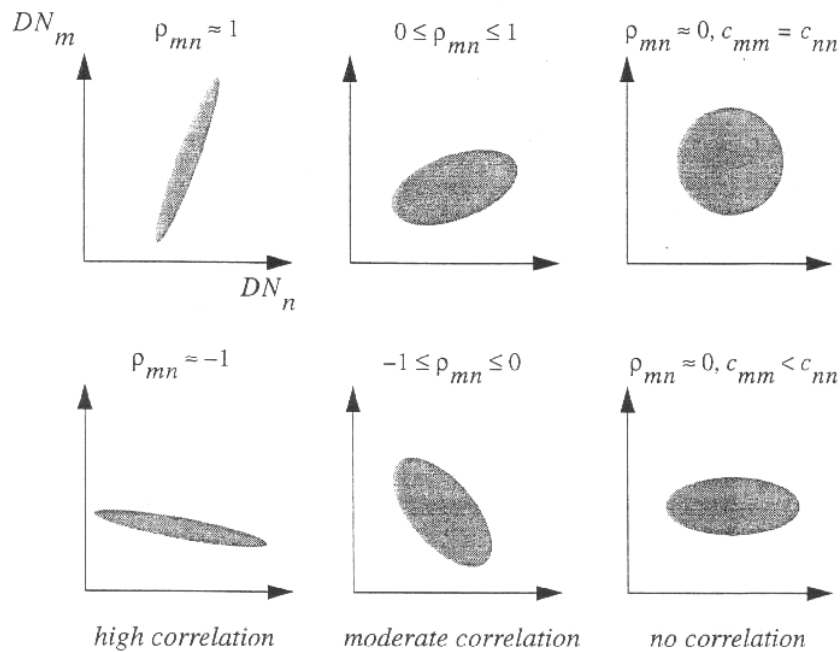 DN_m
ρ_mn ≈ 1
0 ≤ ρ_mn ≤ 1
ρ_mn ≈ 0, c_mm = c_nn
DN_n
ρ_mn ≈ −1
−1 ≤ ρ_mn ≤ 0
ρ_mn ≈ 0, c_mm < c_nn
high correlation
moderate correlation
no correlation